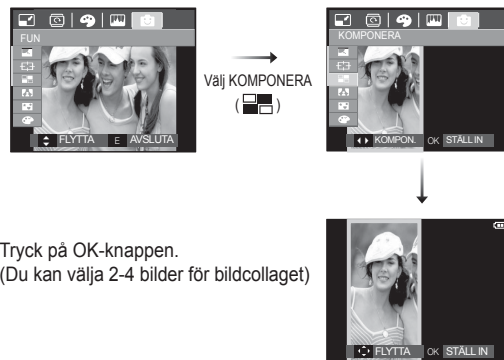 FUN
FLYTTA E AVSLUTA
Välj KOMPONERA
( )
KOMPONERA
KOMPON. OK STÄLL IN
Tryck på OK-knappen.
(Du kan välja 2-4 bilder för bildcollaget)
FLYTTA OK STÄLL IN